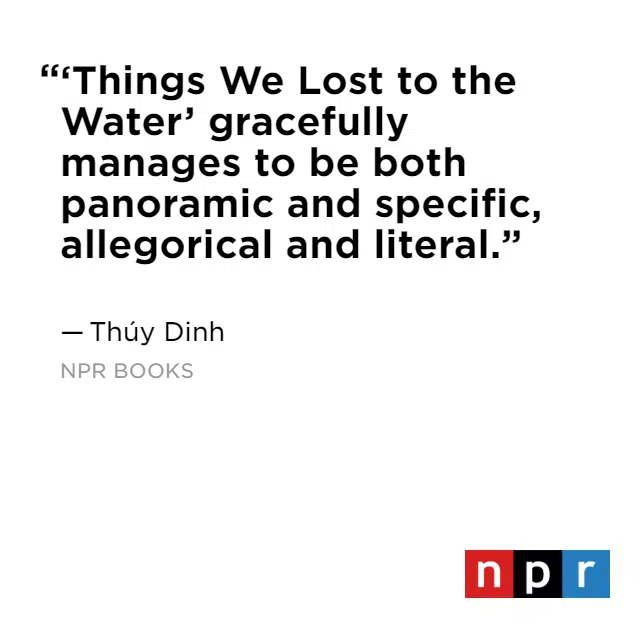 “‘Things We Lost to the
Water’ gracefully
manages to be both
panoramic and specific,
allegorical and literal.”
— Thúy Dinh
NPR BOOKS
npr